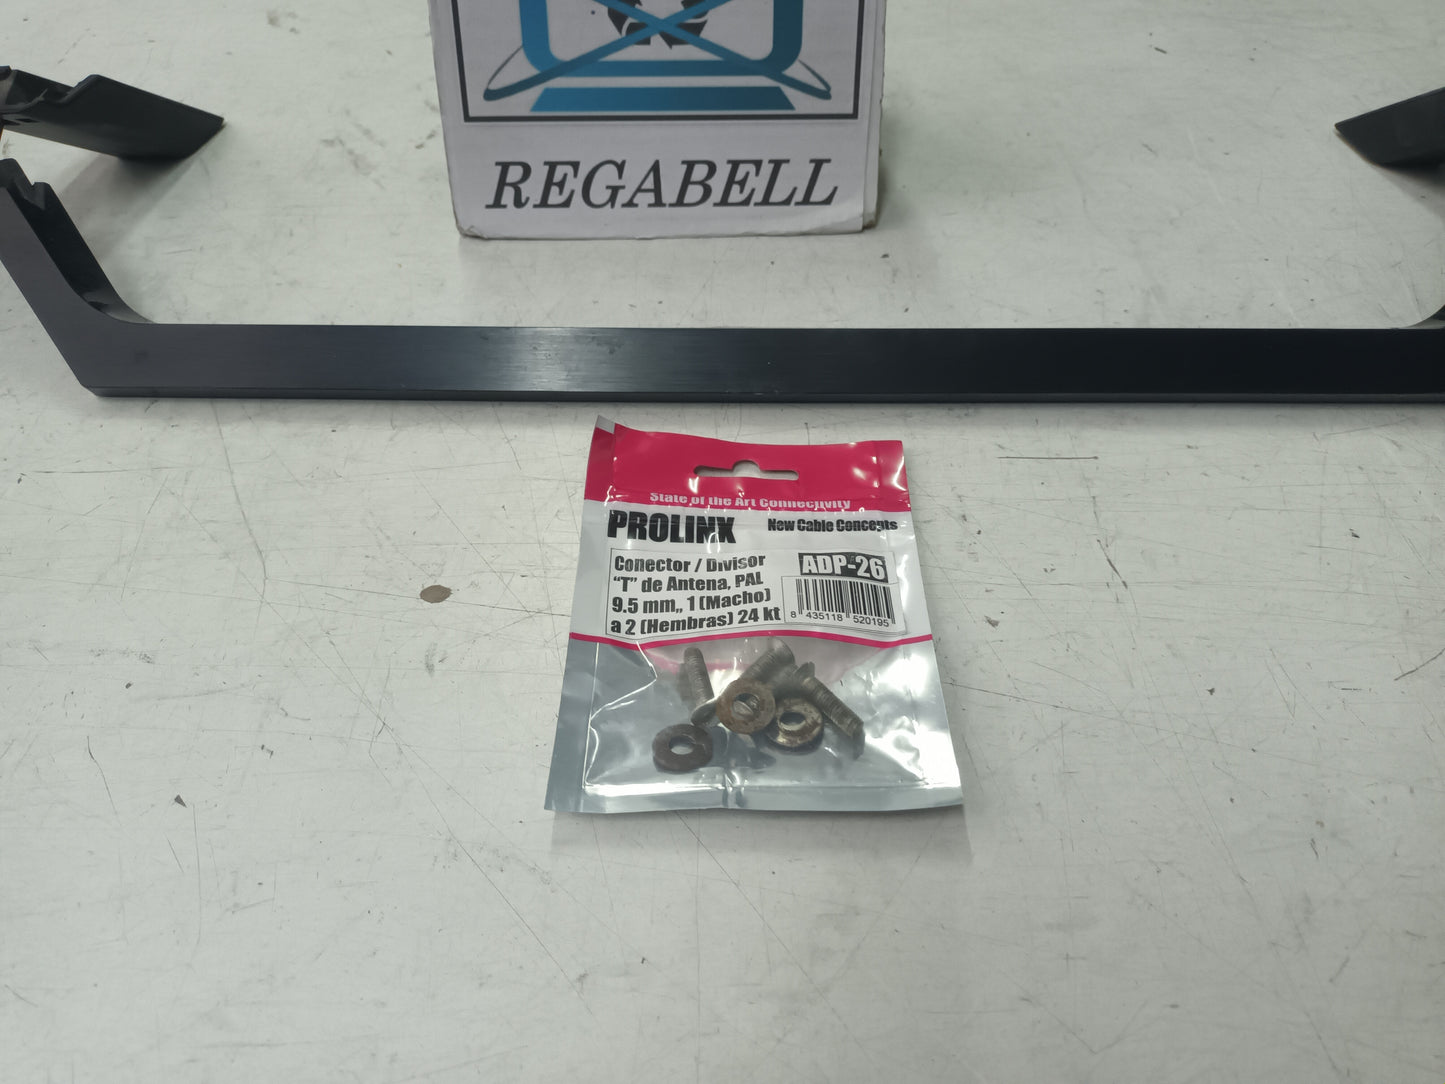 REGABELL
State of the Art Connectivity
PROLINX New Cable Concepts
Conector / Divisor
"T" de Antena, PAL
9.5 mm,, 1 (Macho)
a 2 (Hembras) 24 kt
ADP-26
8 435118 520195